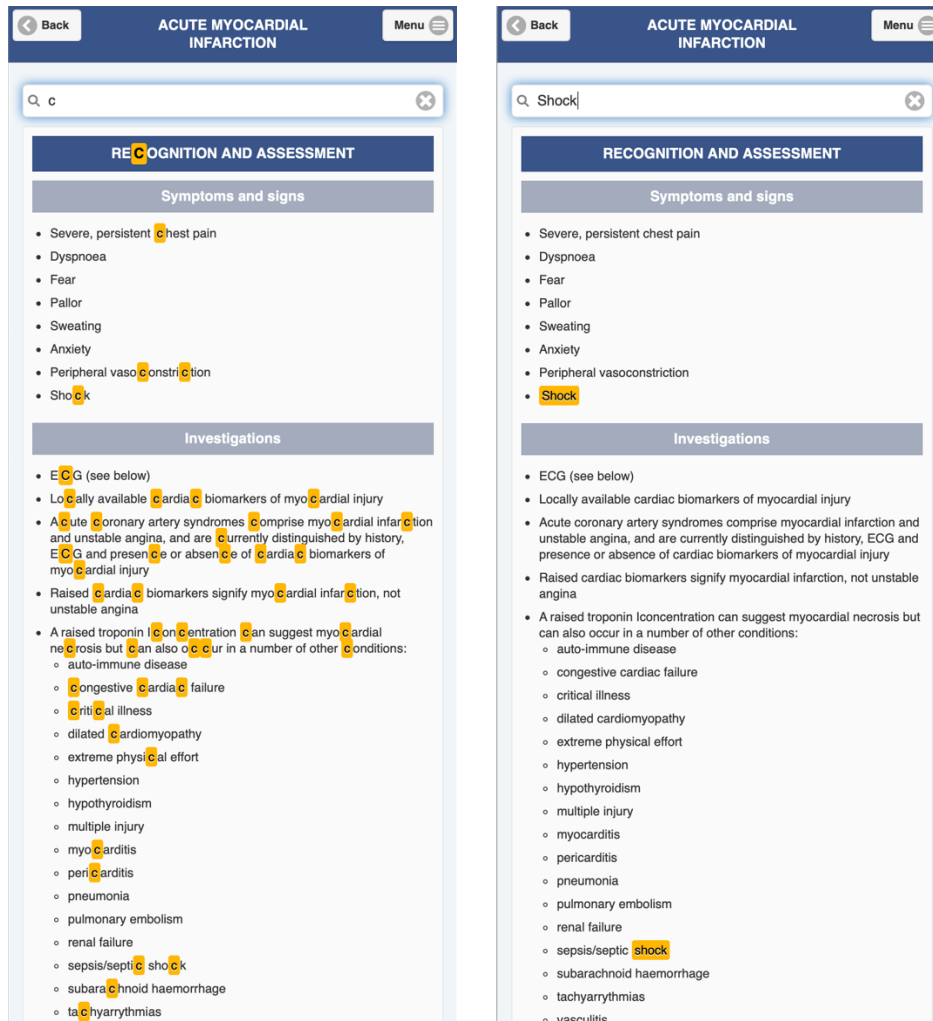 Back
ACUTE MYOCARDIAL
INFARCTION
Menu
c
RECOGNITION AND ASSESSMENT
Symptoms and signs
Severe, persistent chest pain
Dyspnoea
Fear
Pallor
Sweating
Anxiety
Peripheral vasoconstriction
Shock
Investigations
ECG (see below)
Locally available cardiac biomarkers of myocardial injury
Acute coronary artery syndromes comprise myocardial infarction
and unstable angina, and are currently distinguished by history,
ECG and presence or absence of cardiac biomarkers of
myocardial injury
Raised cardiac biomarkers signify myocardial infarction, not
unstable angina
A raised troponin Iconcentration can suggest myocardial
necrosis but can also occur in a number of other conditions:
auto-immune disease
congestive cardiac failure
critical illness
dilated cardiomyopathy
extreme physical effort
hypertension
hypothyroidism
multiple injury
myocarditis
pericarditis
pneumonia
pulmonary embolism
renal failure
sepsis/septic shock
subarachnoid haemorrhage
tachyarrythmias
Back
ACUTE MYOCARDIAL
INFARCTION
Menu
Shock
RECOGNITION AND ASSESSMENT
Symptoms and signs
Severe, persistent chest pain
Dyspnoea
Fear
Pallor
Sweating
Anxiety
Peripheral vasoconstriction
Shock
Investigations
ECG (see below)
Locally available cardiac biomarkers of myocardial injury
Acute coronary artery syndromes comprise myocardial infarction and
unstable angina, and are currently distinguished by history, ECG and
presence or absence of cardiac biomarkers of myocardial injury
Raised cardiac biomarkers signify myocardial infarction, not unstable
angina
A raised troponin Iconcentration can suggest myocardial necrosis but
can also occur in a number of other conditions:
auto-immune disease
congestive cardiac failure
critical illness
dilated cardiomyopathy
extreme physical effort
hypertension
hypothyroidism
multiple injury
myocarditis
pericarditis
pneumonia
pulmonary embolism
renal failure
sepsis/septic shock
subarachnoid haemorrhage
tachyarrythmias
vasculitis